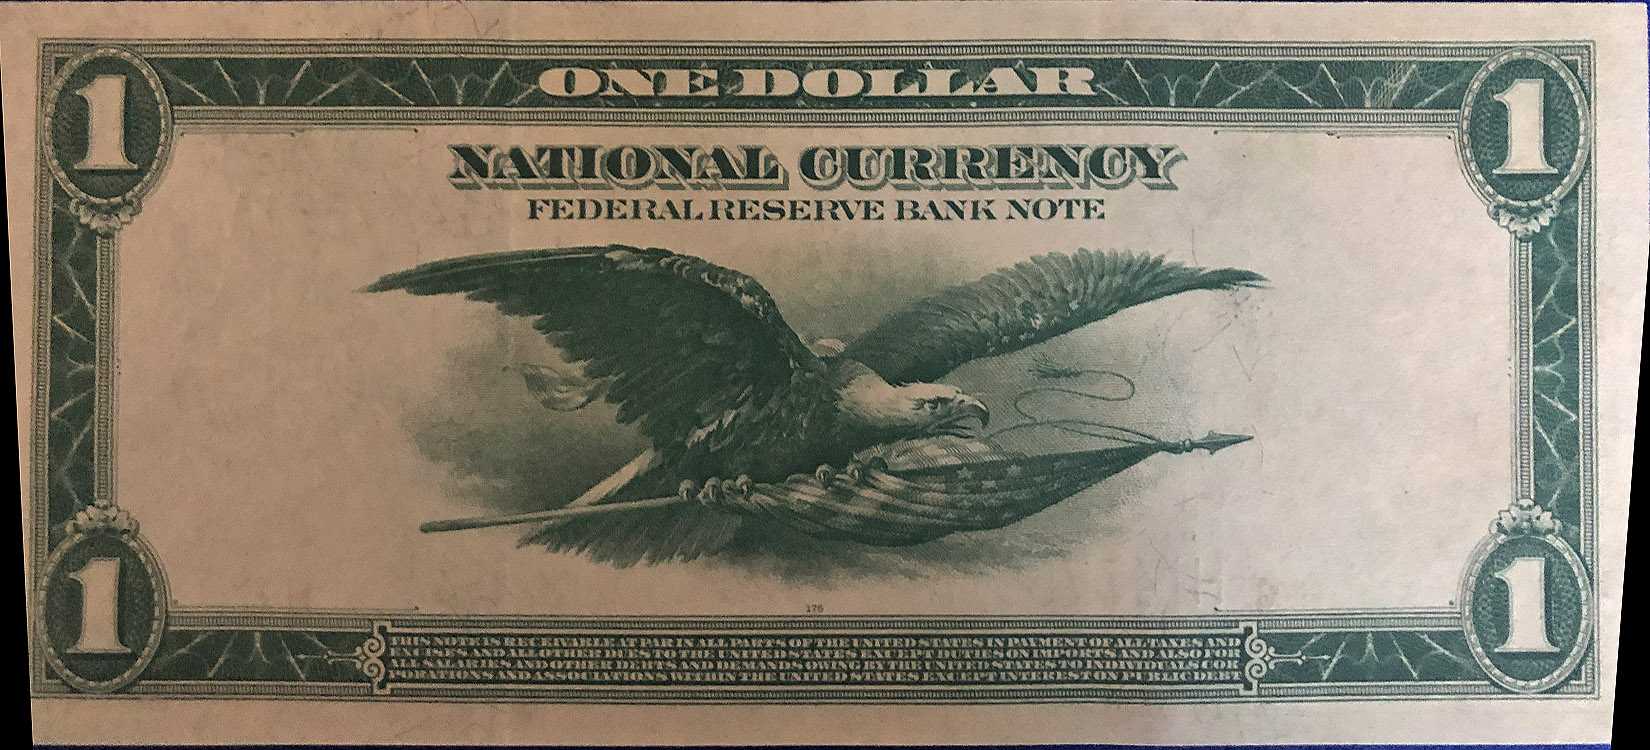 1 ONE DOLLAR 1
NATIONAL CURRENCY
FEDERAL RESERVE BANK NOTE
176
1 1
THIS NOTE IS RECEIVABLE AT PAR IN ALL PARTS OF THE UNITED STATES IN PAYMENT OF ALL TAXES AND
EXCISES AND ALL OTHER DUES TO THE UNITED STATES EXCEPT DUTIES ON IMPORTS AND ALSO FOR
ALL SALARIES AND OTHER DEBTS AND DEMANDS OWING BY THE UNITED STATES TO INDIVIDUALS COR
PORATIONS AND ASSOCIATIONS WITHIN THE UNITED STATES EXCEPT INTEREST ON PUBLIC DEBT